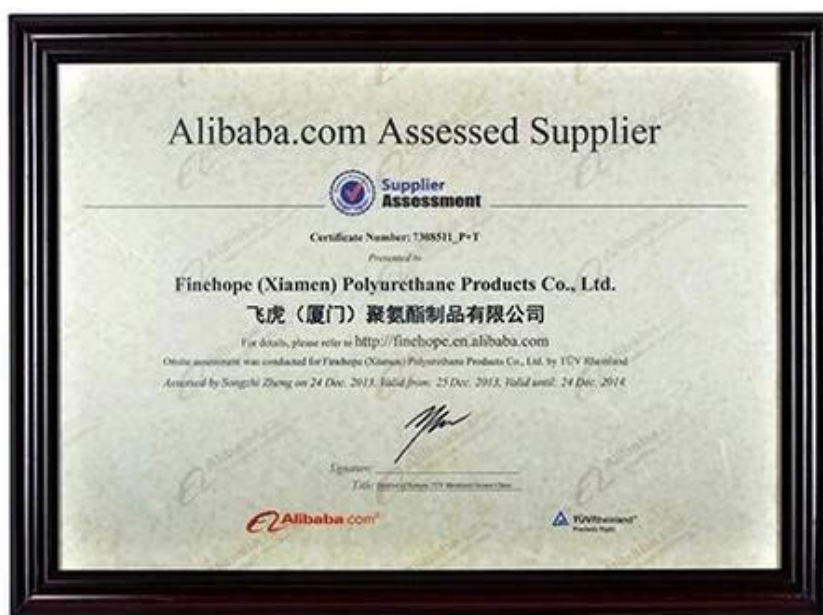 Alibaba.com Assessed Supplier
Supplier
Assessment
Certificate Number: 7308511_P+T
Presented to
Finehope (Xiamen) Polyurethane Products Co., Ltd.
飞虎（厦门）聚氨酯制品有限公司
For details, please refer to http://finehope.en.alibaba.com
Onsite assessment was conducted for Finehope (Xiamen) Polyurethane Products Co., Ltd. by TÜV Rheinland
Assessed by Songzhi Zheng on 24 Dec. 2013, Valid from: 25 Dec. 2013, Valid until: 24 Dec. 2014.
Signature:
Title:
Alibaba.com®
TÜVRheinland®
Precisely Right.